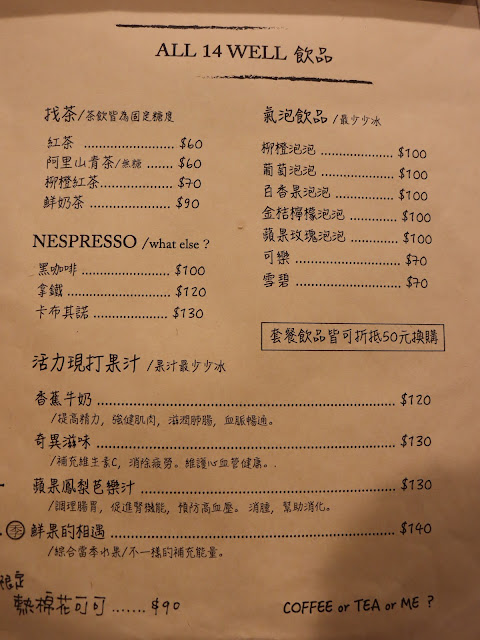 ALL 14 WELL 飲品
找茶/茶飲皆為固定糖度
紅茶 .................. $60
阿里山青茶/無糖 ...... $60
柳橙紅茶............. $70
鮮奶茶 ................ $90
NESPRESSO /what else ?
黑咖啡 .................... $100
拿鐵 ....................... $120
卡布其諾 ................. $130
氣泡飲品 /最少少冰
柳橙泡泡 ................ $100
葡萄泡泡 ................ $100
百香果泡泡 ............. $100
金桔檸檬泡泡 .......... $100
蘋果玫瑰泡泡 .......... $100
可樂 ..................... $70
雪碧 ..................... $70
套餐飲品皆可折抵50元換購
活力現打果汁 /果汁最少少冰
香蕉牛奶 .................................................. $120
/提高精力, 強健肌肉, 滋潤肺腸, 血脈暢通。
奇異滋味 .................................................. $130
/補充維生素C, 消除疲勞。維護心血管健康。.
蘋果鳳梨芭樂汁 ......................................... $130
/調理腸胃, 促進腎機能, 預防高血壓。 消腫, 幫助消化。
季 鮮果的相遇 ............................................ $140
/綜合當季水果/不一樣的補充能量。
限定
熱棉花可可 ....... $90
COFFEE or TEA or ME ?